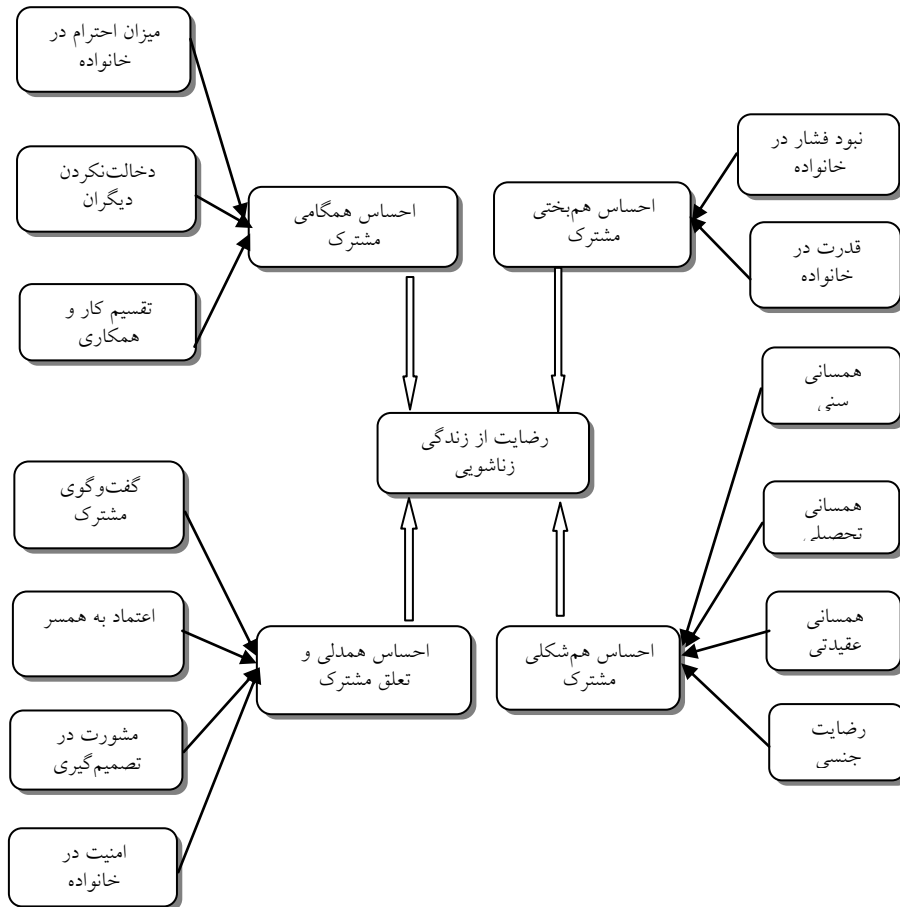 میزان احترام در
خانواده
دخالت‌نکردن
دیگران
تقسیم کار و
همکاری
احساس همگامی
مشترک
احساس هم‌بختی
مشترک
نبود فشار در
خانواده
قدرت در
خانواده
رضایت از زندگی
زناشویی
همسانی
سنی
همسانی
تحصیلی
همسانی
عقیدتی
رضایت
جنسی
احساس هم‌شکلی
مشترک
احساس همدلی و
تعلق مشترک
گفت‌وگوی
مشترک
اعتماد به همسر
مشورت در
تصمیم‌گیری
امنیت در
خانواده